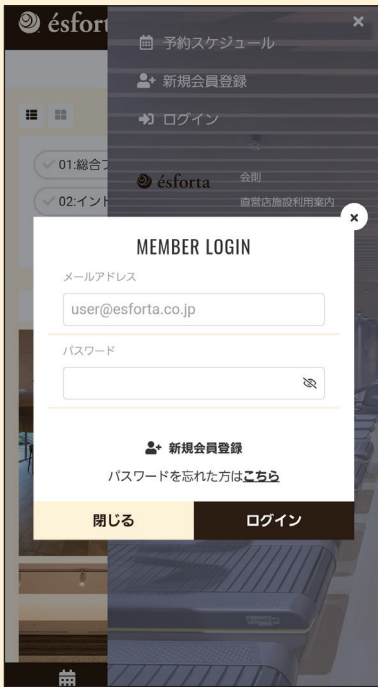 ésfort
×
予約スケジュール
新規会員登録
ログイン
01:総合フ
ésforta
会則
02:イント
直営店施設利用案内
×
MEMBER LOGIN
メールアドレス
user@esforta.co.jp
パスワード
新規会員登録
パスワードを忘れた方はこちら
閉じる
ログイン